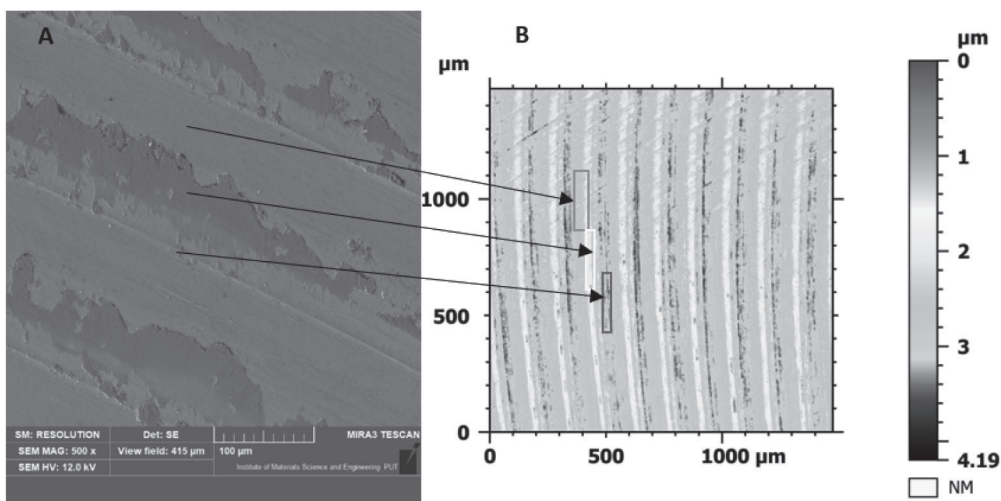 A
SM: RESOLUTION Det: SE MIRA3 TESCAN
SEM MAG: 500 x View field: 415 µm 100 µm
SEM HV: 12.0 kV Institute of Materials Science and Engineering PUT
B
µm
1000
500
0
0 500 1000 µm
µm
0
1
2
3
4.19
NM